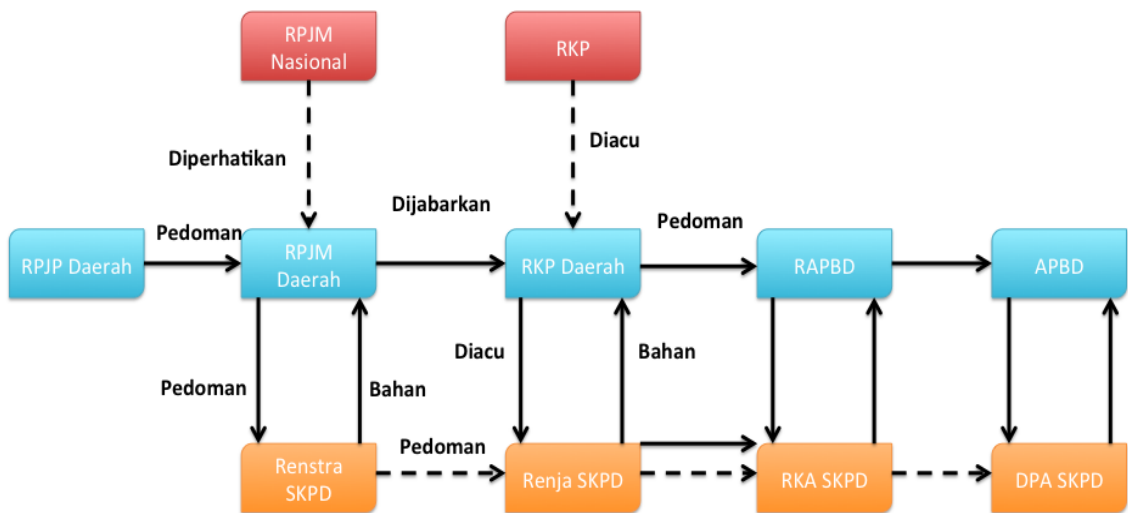 RPJM
Nasional
RKP
Diperhatikan
Diacu
Dijabarkan
Pedoman
Pedoman
RPJP Daerah
RPJM
Daerah
RKP Daerah
RAPBD
APBD
Pedoman
Bahan
Diacu
Bahan
Pedoman
Renstra
SKPD
Renja SKPD
RKA SKPD
DPA SKPD